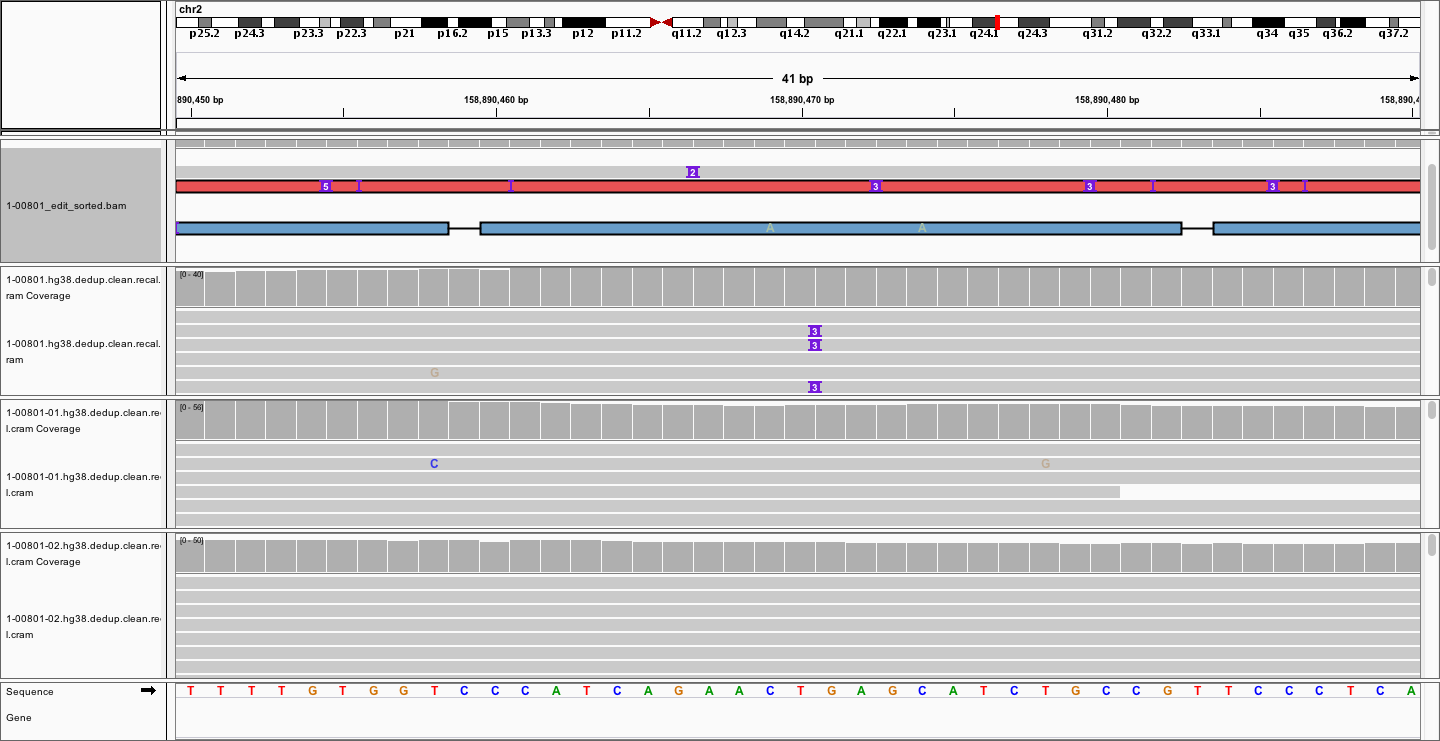 chr2
p25.2 p24.3 p23.3 p22.3 p21 p16.2 p15 p13.3 p12 p11.2 q11.2 q12.3 q14.2 q21.1 q22.1 q23.1 q24.1 q24.3 q31.2 q32.2 q33.1 q34 q35 q36.2 q37.2
41 bp
890,450 bp 158,890,460 bp 158,890,470 bp 158,890,480 bp 158,890,4
2
5 3 3 3
1-00801_edit_sorted.bam
A A
[0 - 40]
1-00801.hg38.dedup.clean.recal.
ram Coverage
3
1-00801.hg38.dedup.clean.recal.
3
ram
G
3
[0 - 56]
1-00801-01.hg38.dedup.clean.re
l.cram Coverage
C G
1-00801-01.hg38.dedup.clean.re
l.cram
[0 - 50]
1-00801-02.hg38.dedup.clean.re
l.cram Coverage
1-00801-02.hg38.dedup.clean.re
l.cram
Sequence T T T T G T G G T C C C A T C A G A A C T G A G C A T C T G C C G T T C C C T C A
Gene